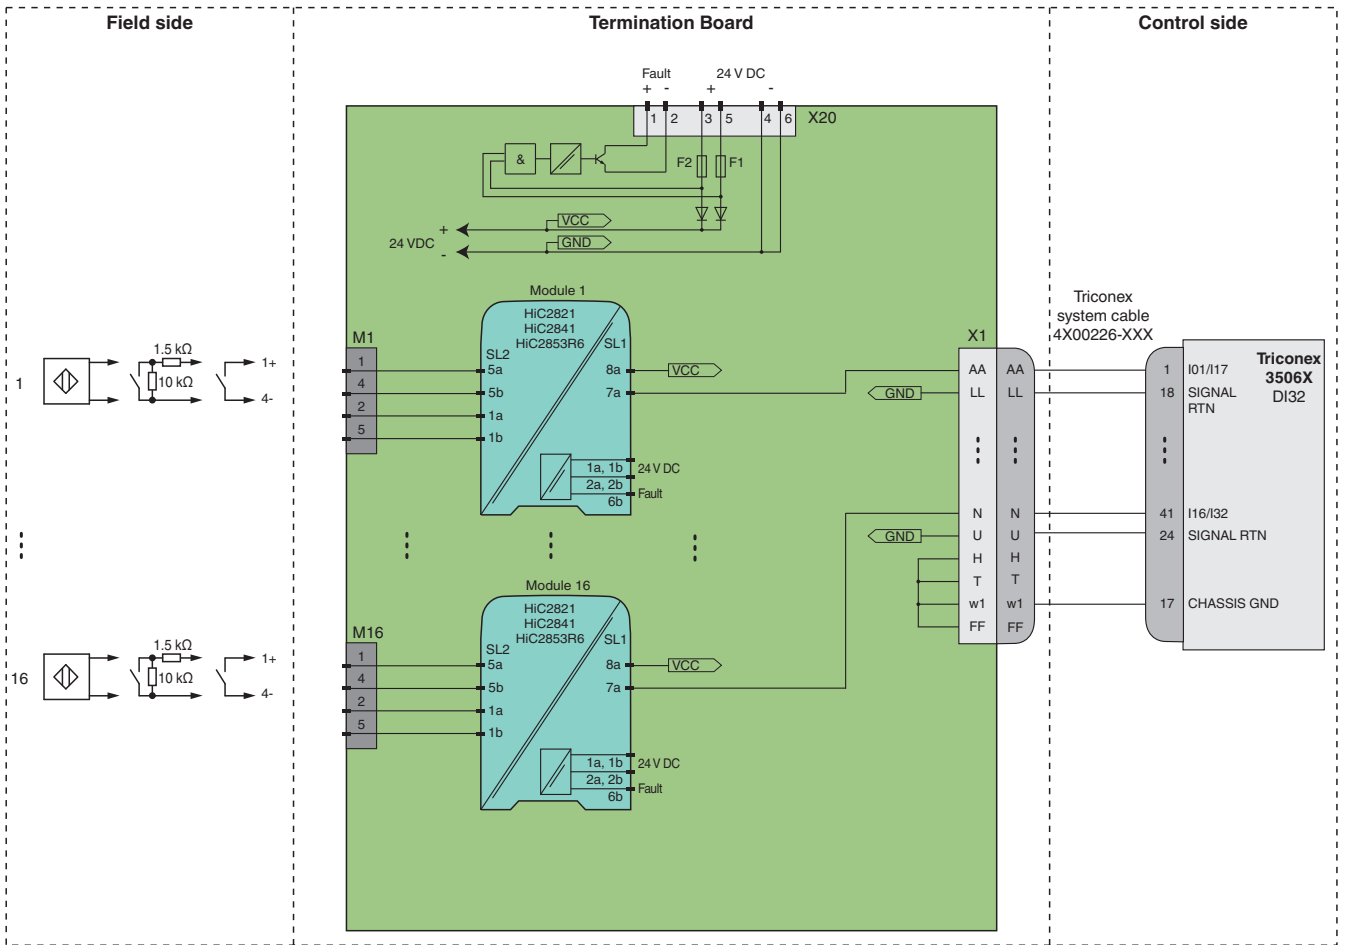 Field side
Termination Board
Control side
Fault 24 V DC
+ - + -
1 2 3 5 4 6 X20
& F2 F1
VCC
+
24 VDC
GND
-
Module 1
HiC2821
HiC2841
HiC2853R6
SL2 SL1
5a 8a VCC
5b 7a
1a
1b
1a, 1b 24 V DC
2a, 2b
Fault
6b
M1
1
4
2
5
1
1.5 kΩ
10 kΩ
1+
4-
Module 16
HiC2821
HiC2841
HiC2853R6
SL2 SL1
5a 8a VCC
5b 7a
1a
1b
1a, 1b 24 V DC
2a, 2b
Fault
6b
M16
1
4
2
5
16
1.5 kΩ
10 kΩ
1+
4-
X1
AA AA
GND LL LL
N N
GND U U
H H
T T
w1 w1
FF FF
Triconex
system cable
4X00226-XXX
Triconex
3506X
DI32
1 I01/I17
18 SIGNAL
RTN
41 I16/I32
24 SIGNAL RTN
17 CHASSIS GND